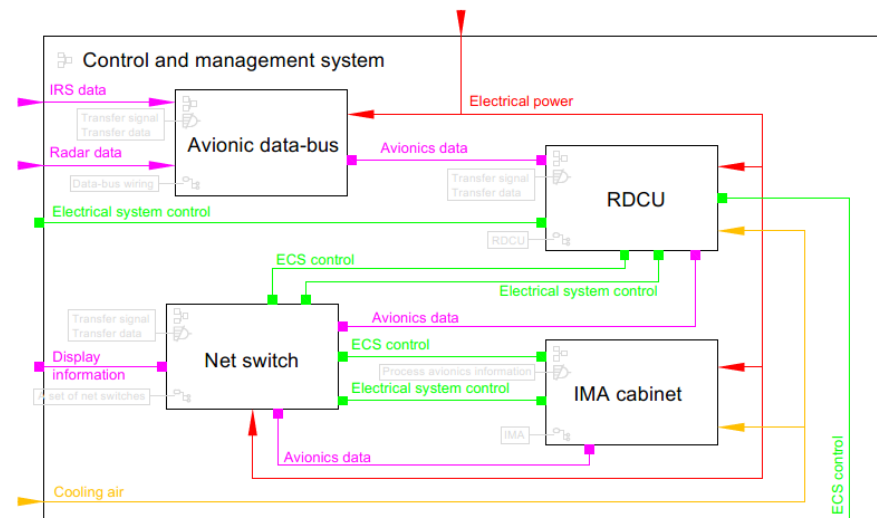 Control and management system
IRS data
Electrical power
Transfer signal
Transfer data
Avionic data-bus
Radar data
Avionics data
Data-bus wiring
Transfer signal
Transfer data
RDCU
Electrical system control
RDCU
ECS control
Electrical system control
Transfer signal
Transfer data
Avionics data
Net switch
ECS control
Display
information
Process avionics information
Electrical system control
IMA cabinet
A set of net switches
IMA
Avionics data
Cooling air
ECS control